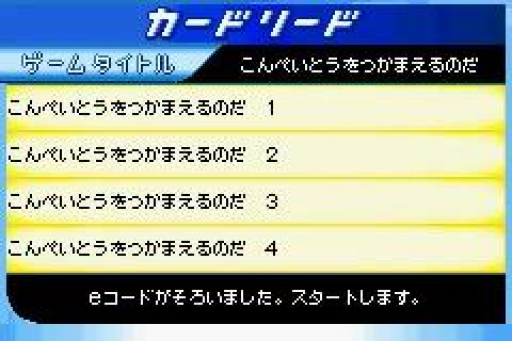 カードリード
ゲームタイトル こんぺいとうをつかまえるのだ
こんぺいとうをつかまえるのだ 1
こんぺいとうをつかまえるのだ 2
こんぺいとうをつかまえるのだ 3
こんぺいとうをつかまえるのだ 4
eコードがそろいました。スタートします。